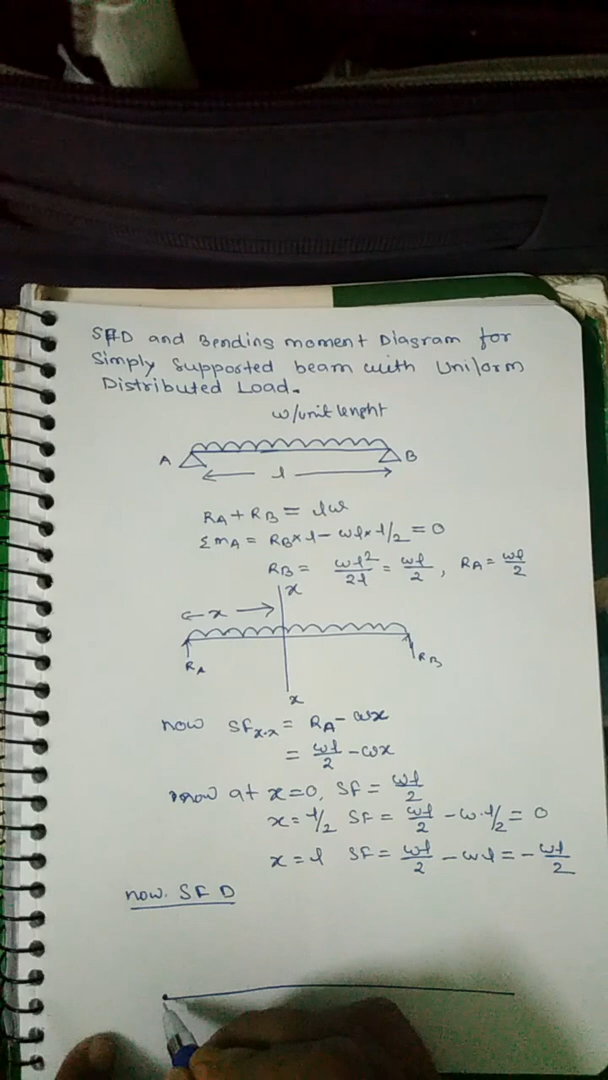 SFD and Bending moment Diagram for
Simply Supported beam with Uniform
Distributed Load.
w/unit lenght
A B
l
RA + RB = lw
ΣmA = RB×l - wl×l/2 = 0
RB = wl²/2l = wl/2, RA = wl/2
x
x
RA RB
x
now SFx-x = RA - wx
= wl/2 - wx
now at x=0, SF = wl/2
x = l/2 SF = wl/2 - w·l/2 = 0
x = l SF = wl/2 - wl = - wl/2
now. SFD